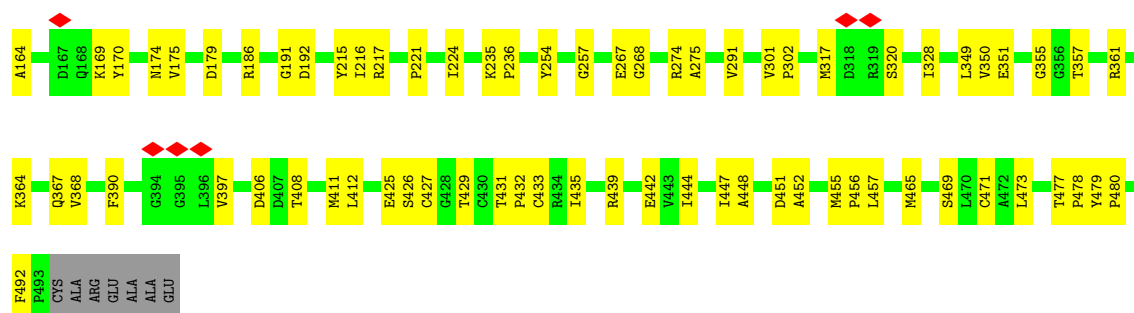 A164 D167 Q168 K169 Y170 N174 V175 D179 R186 G191 D192 Y215 I216 R217 P221 I224 K235 P236 Y254 G257 E267 G268 R274 A275 V291 V301 P302 M317 D318 R319 S320 I328 L349 V350 E351 G355 G356 T357 R361
K364 Q367 V368 F390 G394 G395 L396 V397 D406 D407 T408 M411 L412 E425 S426 C427 G428 T429 C430 T431 P432 C433 R434 I435 R439 E442 V443 I444 I447 A448 D451 A452 M455 P456 L457 M465 S469 L470 C471 A472 L473 T477 P478 Y479 P480
F492 P493 CYS ALA ARG GLU ALA ALA GLU